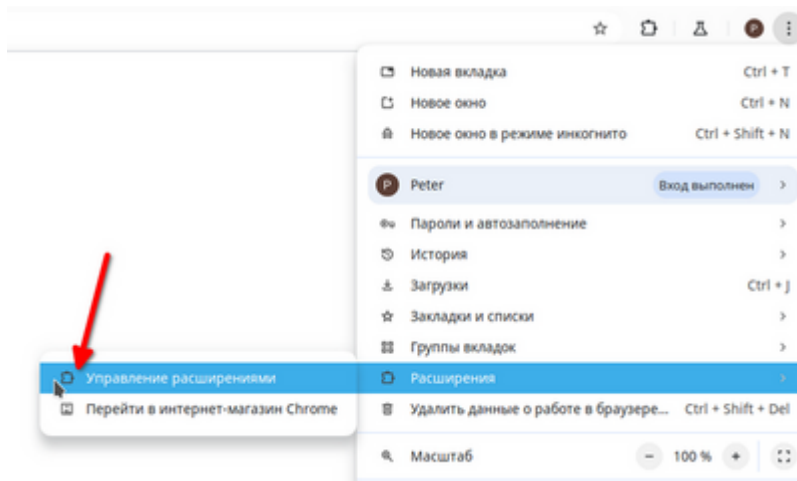 P
Новая вкладка Ctrl + T
Новое окно Ctrl + N
Новое окно в режиме инкогнито Ctrl + Shift + N
P Peter Вход выполнен
Пароли и автозаполнение
История
Загрузки Ctrl + J
Закладки и списки
Группы вкладок
Управление расширениями Расширения
Перейти в интернет-магазин Chrome Удалить данные о работе в браузере... Ctrl + Shift + Del
Масштаб − 100 % +